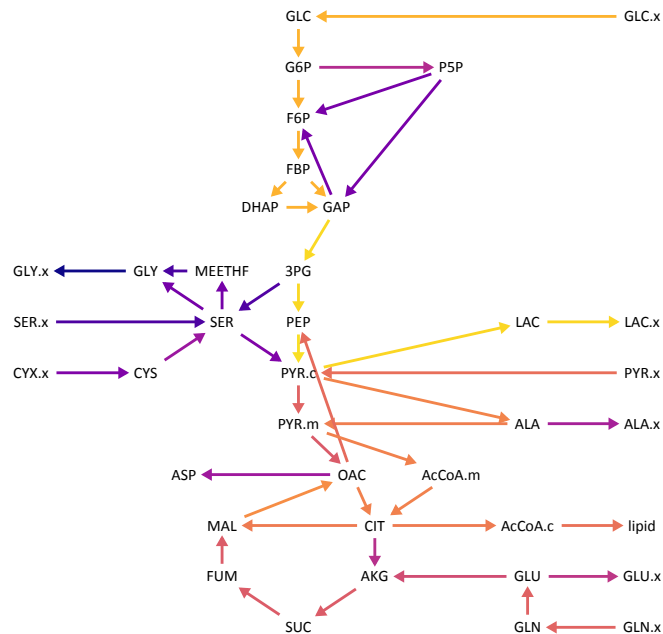 GLC GLC.x
G6P P5P
F6P
FBP
DHAP GAP
GLY.x GLY MEETHF 3PG
SER.x SER PEP LAC LAC.x
CYX.x CYS PYR.c PYR.x
PYR.m ALA ALA.x
ASP OAC AcCoA.m
MAL CIT AcCoA.c lipid
FUM AKG GLU GLU.x
SUC GLN GLN.x